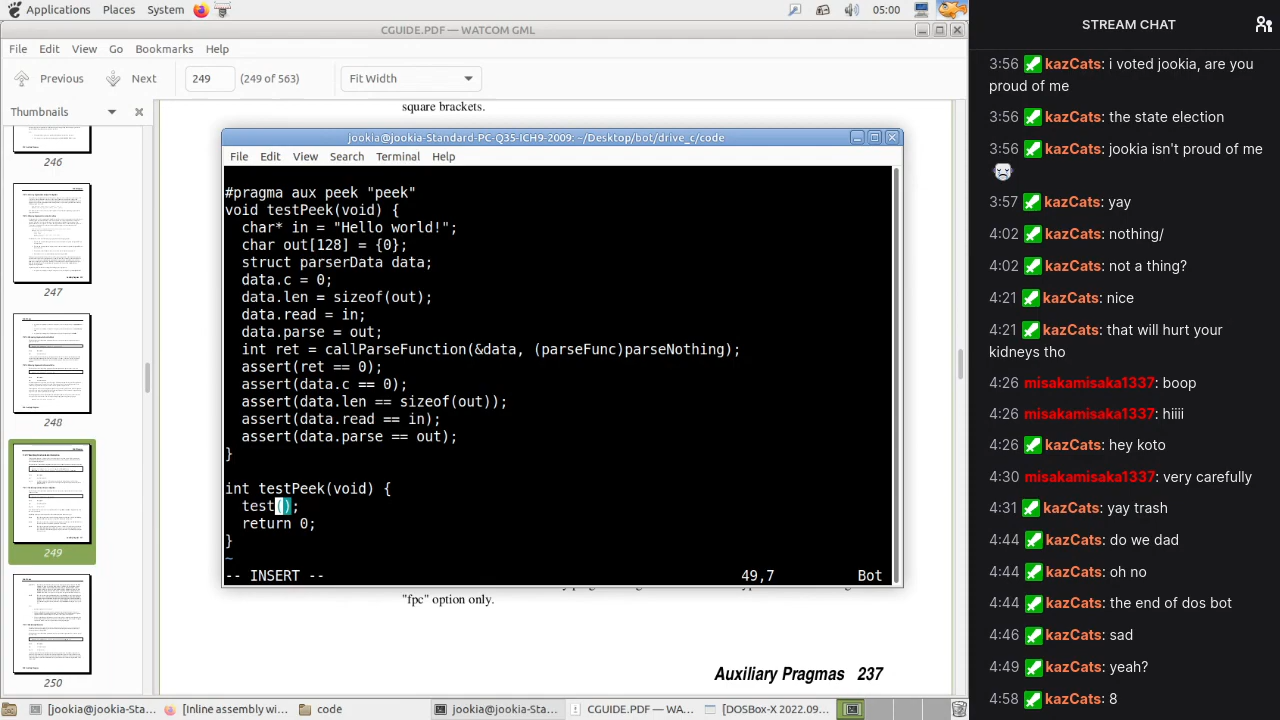 Applications Places System 05:00
CGUIDE.PDF — WATCOM GML
File Edit View Go Bookmarks Help
Previous Next 249 (249 of 563) Fit Width
Thumbnails
246
247
248
249
250
square brackets.
jookia@jookia-Standard-PC-Q35-ICH9-2009: ~/Desktop/bot/drive_c/code
File Edit View Search Terminal Help
#pragma aux peek "peek"
void testPeek(void) {
char* in = "Hello world!";
char out[128] = {0};
struct parserData data;
data.c = 0;
data.len = sizeof(out);
data.read = in;
data.parse = out;
int ret = callParseFunction(&data, (parseFunc)parseNothing);
assert(ret == 0);
assert(data.c == 0);
assert(data.len == sizeof(out));
assert(data.read == in);
assert(data.parse == out);
}
int testPeek(void) {
test();
return 0;
}
~
-- INSERT -- 49,7 Bot
"fpc" option only.
Auxiliary Pragmas 237
[jookia@jookia-Sta... [Inline assembly -... co jookia@jookia-Sta... CGUIDE.PDF — WA... [DOSBox-X 2022.09...
STREAM CHAT
3:56 kazCats: i voted jookia, are you
proud of me
3:56 kazCats: the state election
3:56 kazCats: jookia isn't proud of me
3:57 kazCats: yay
4:02 kazCats: nothing/
4:02 kazCats: not a thing?
4:21 kazCats: nice
4:21 kazCats: that will hurt your
kidneys tho
4:26 misakamisaka1337: boop
4:26 misakamisaka1337: hiiii
4:26 kazCats: hey koto
4:30 misakamisaka1337: very carefully
4:31 kazCats: yay trash
4:44 kazCats: do we dad
4:44 kazCats: oh no
4:44 kazCats: the end of dos bot
4:46 kazCats: sad
4:49 kazCats: yeah?
4:58 kazCats: 8